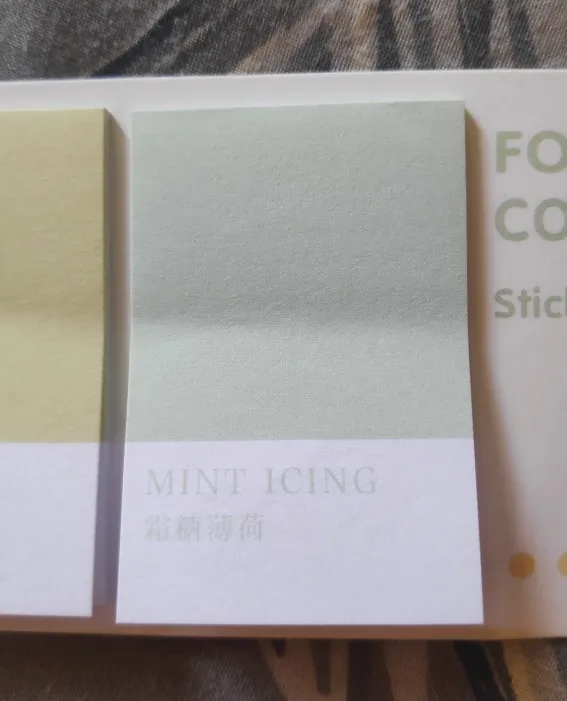 MINT ICING
霜糖薄荷
FO
CO
Stic